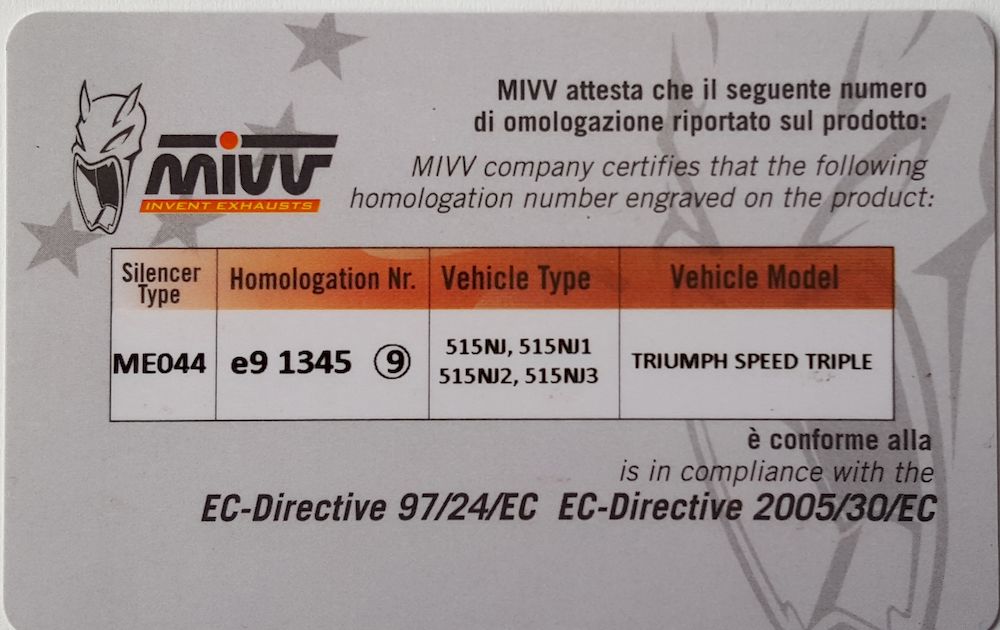 MIVV attesta che il seguente numero
di omologazione riportato sul prodotto:
MIVV company certifies that the following
homologation number engraved on the product:
mivv
INVENT EXHAUSTS
Silencer Type Homologation Nr. Vehicle Type Vehicle Model
ME044 e9 1345 ⑨ 515NJ, 515NJ1 TRIUMPH SPEED TRIPLE
515NJ2, 515NJ3
è conforme alla
is in compliance with the
EC-Directive 97/24/EC EC-Directive 2005/30/EC